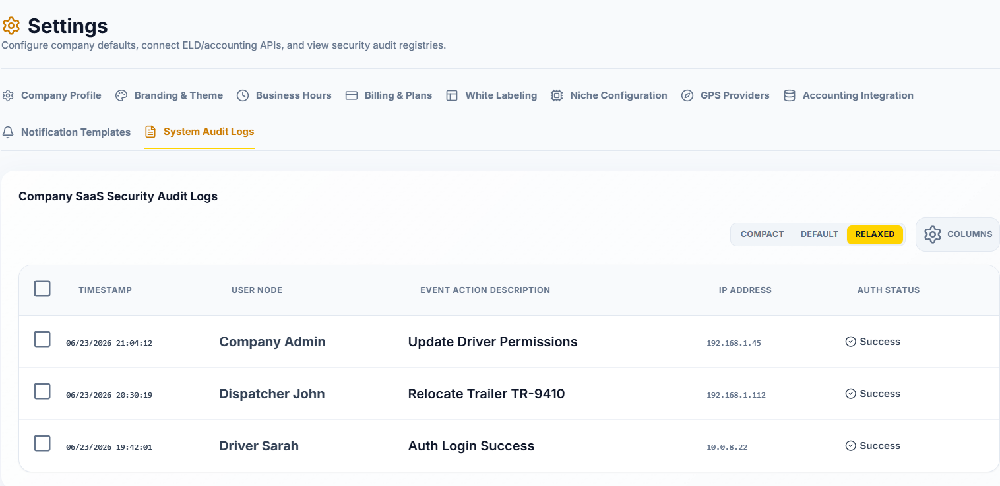 Settings
Configure company defaults, connect ELD/accounting APIs, and view security audit registries.
Company Profile Branding & Theme Business Hours Billing & Plans White Labeling Niche Configuration GPS Providers Accounting Integration
Notification Templates System Audit Logs
Company SaaS Security Audit Logs
COMPACT DEFAULT RELAXED COLUMNS
TIMESTAMP USER NODE EVENT ACTION DESCRIPTION IP ADDRESS AUTH STATUS
06/23/2026 21:04:12 Company Admin Update Driver Permissions 192.168.1.45 Success
06/23/2026 20:30:19 Dispatcher John Relocate Trailer TR-9410 192.168.1.112 Success
06/23/2026 19:42:01 Driver Sarah Auth Login Success 10.0.8.22 Success